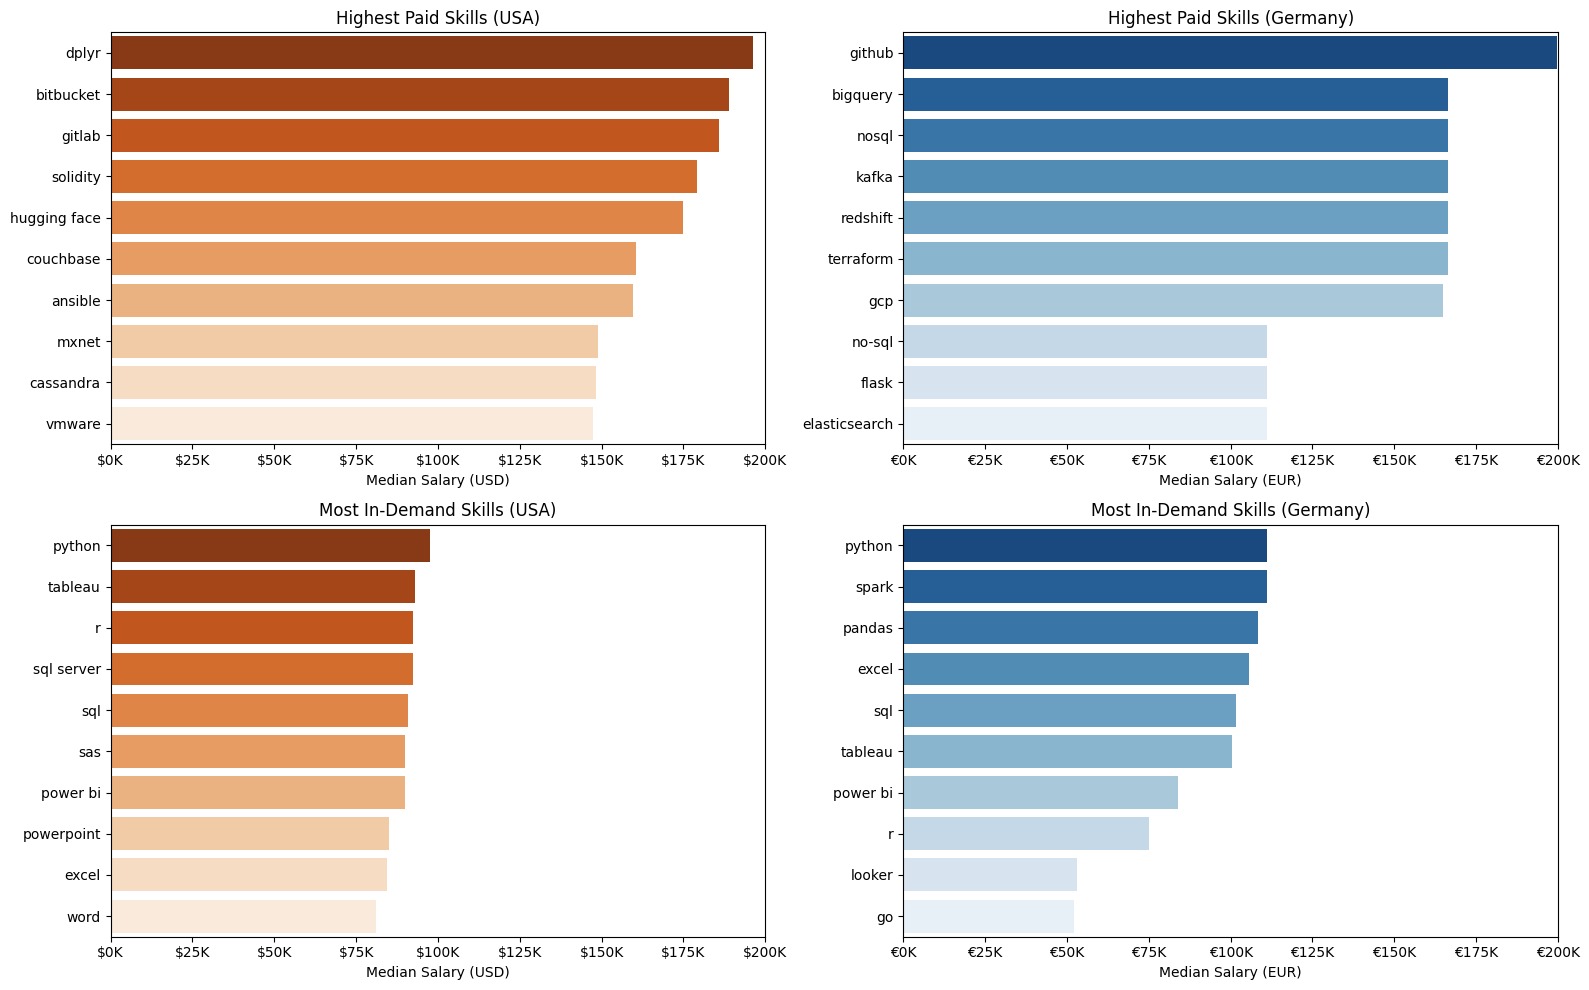 Highest Paid Skills (USA)
dplyr
bitbucket
gitlab
solidity
hugging face
couchbase
ansible
mxnet
cassandra
vmware
$0K $25K $50K $75K $100K $125K $150K $175K $200K
Median Salary (USD)
Highest Paid Skills (Germany)
github
bigquery
nosql
kafka
redshift
terraform
gcp
no-sql
flask
elasticsearch
€0K €25K €50K €75K €100K €125K €150K €175K €200K
Median Salary (EUR)
Most In-Demand Skills (USA)
python
tableau
r
sql server
sql
sas
power bi
powerpoint
excel
word
$0K $25K $50K $75K $100K $125K $150K $175K $200K
Median Salary (USD)
Most In-Demand Skills (Germany)
python
spark
pandas
excel
sql
tableau
power bi
r
looker
go
€0K €25K €50K €75K €100K €125K €150K €175K €200K
Median Salary (EUR)